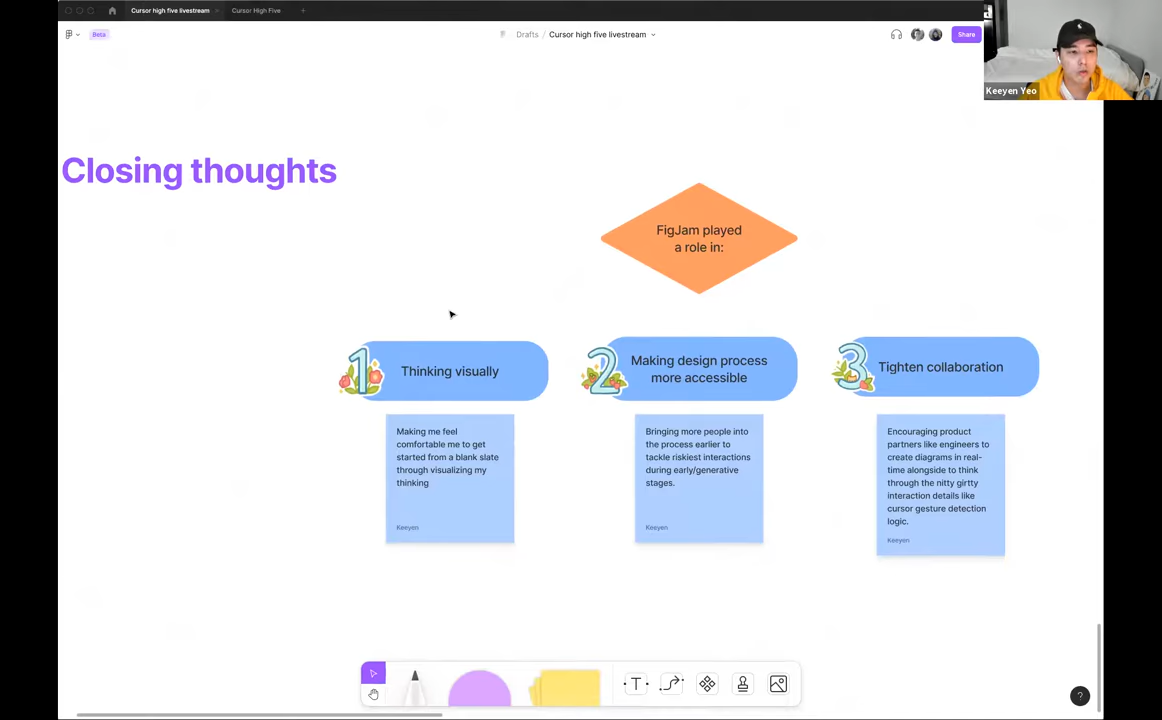 Cursor high five livestream
Cursor High Five
Beta
Drafts / Cursor high five livestream
Share
Keeyen Yeo
Closing thoughts
FigJam played
a role in:
1
Thinking visually
2
Making design process
more accessible
3
Tighten collaboration
Making me feel
comfortable me to get
started from a blank slate
through visualizing my
thinking
Keeyen
Bringing more people into
the process earlier to
tackle riskiest interactions
during early/generative
stages.
Keeyen
Encouraging product
partners like engineers to
create diagrams in real-
time alongside to think
through the nitty girtty
interaction details like
cursor gesture detection
logic.
Keeyen
T
?